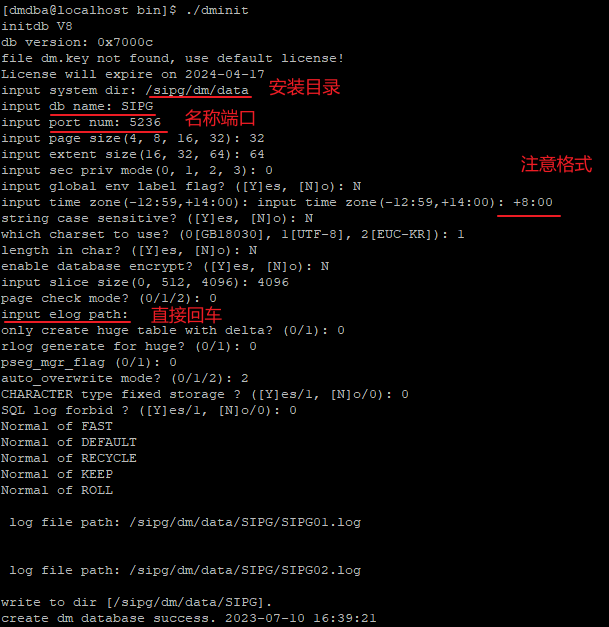 [dmdba@localhost bin]$ ./dminit
initdb V8
db version: 0x7000c
file dm.key not found, use default license!
License will expire on 2024-04-17
input system dir: /sipg/dm/data 安装目录
input db name: SIPG
input port num: 5236 名称端口
input page size(4, 8, 16, 32): 32
input extent size(16, 32, 64): 64
input sec priv mode(0, 1, 2, 3): 0 注意格式
input global env label flag? ([Y]es, [N]o): N
input time zone(-12:59,+14:00): input time zone(-12:59,+14:00): +8:00
string case sensitive? ([Y]es, [N]o): N
which charset to use? (0[GB18030], 1[UTF-8], 2[EUC-KR]): 1
length in char? ([Y]es, [N]o): N
enable database encrypt? ([Y]es, [N]o): N
input slice size(0, 512, 4096): 4096
page check mode? (0/1/2): 0
input elog path: 直接回车
only create huge table with delta? (0/1): 0
rlog generate for huge? (0/1): 0
pseg_mgr_flag (0/1): 0
auto_overwrite mode? (0/1/2): 2
CHARACTER type fixed storage ? ([Y]es/1, [N]o/0): 0
SQL log forbid ? ([Y]es/1, [N]o/0): 0
Normal of FAST
Normal of DEFAULT
Normal of RECYCLE
Normal of KEEP
Normal of ROLL
log file path: /sipg/dm/data/SIPG/SIPG01.log
log file path: /sipg/dm/data/SIPG/SIPG02.log
write to dir [/sipg/dm/data/SIPG].
create dm database success. 2023-07-10 16:39:21